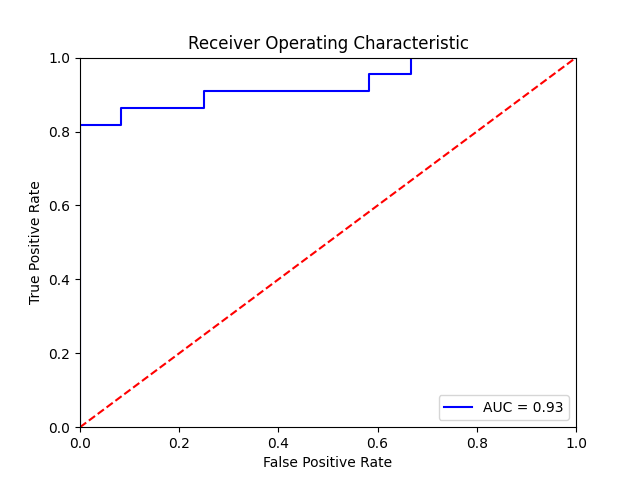 Receiver Operating Characteristic
1.0
0.8
0.6
0.4
0.2
0.0
True Positive Rate
AUC = 0.93
0.0 0.2 0.4 0.6 0.8 1.0
False Positive Rate